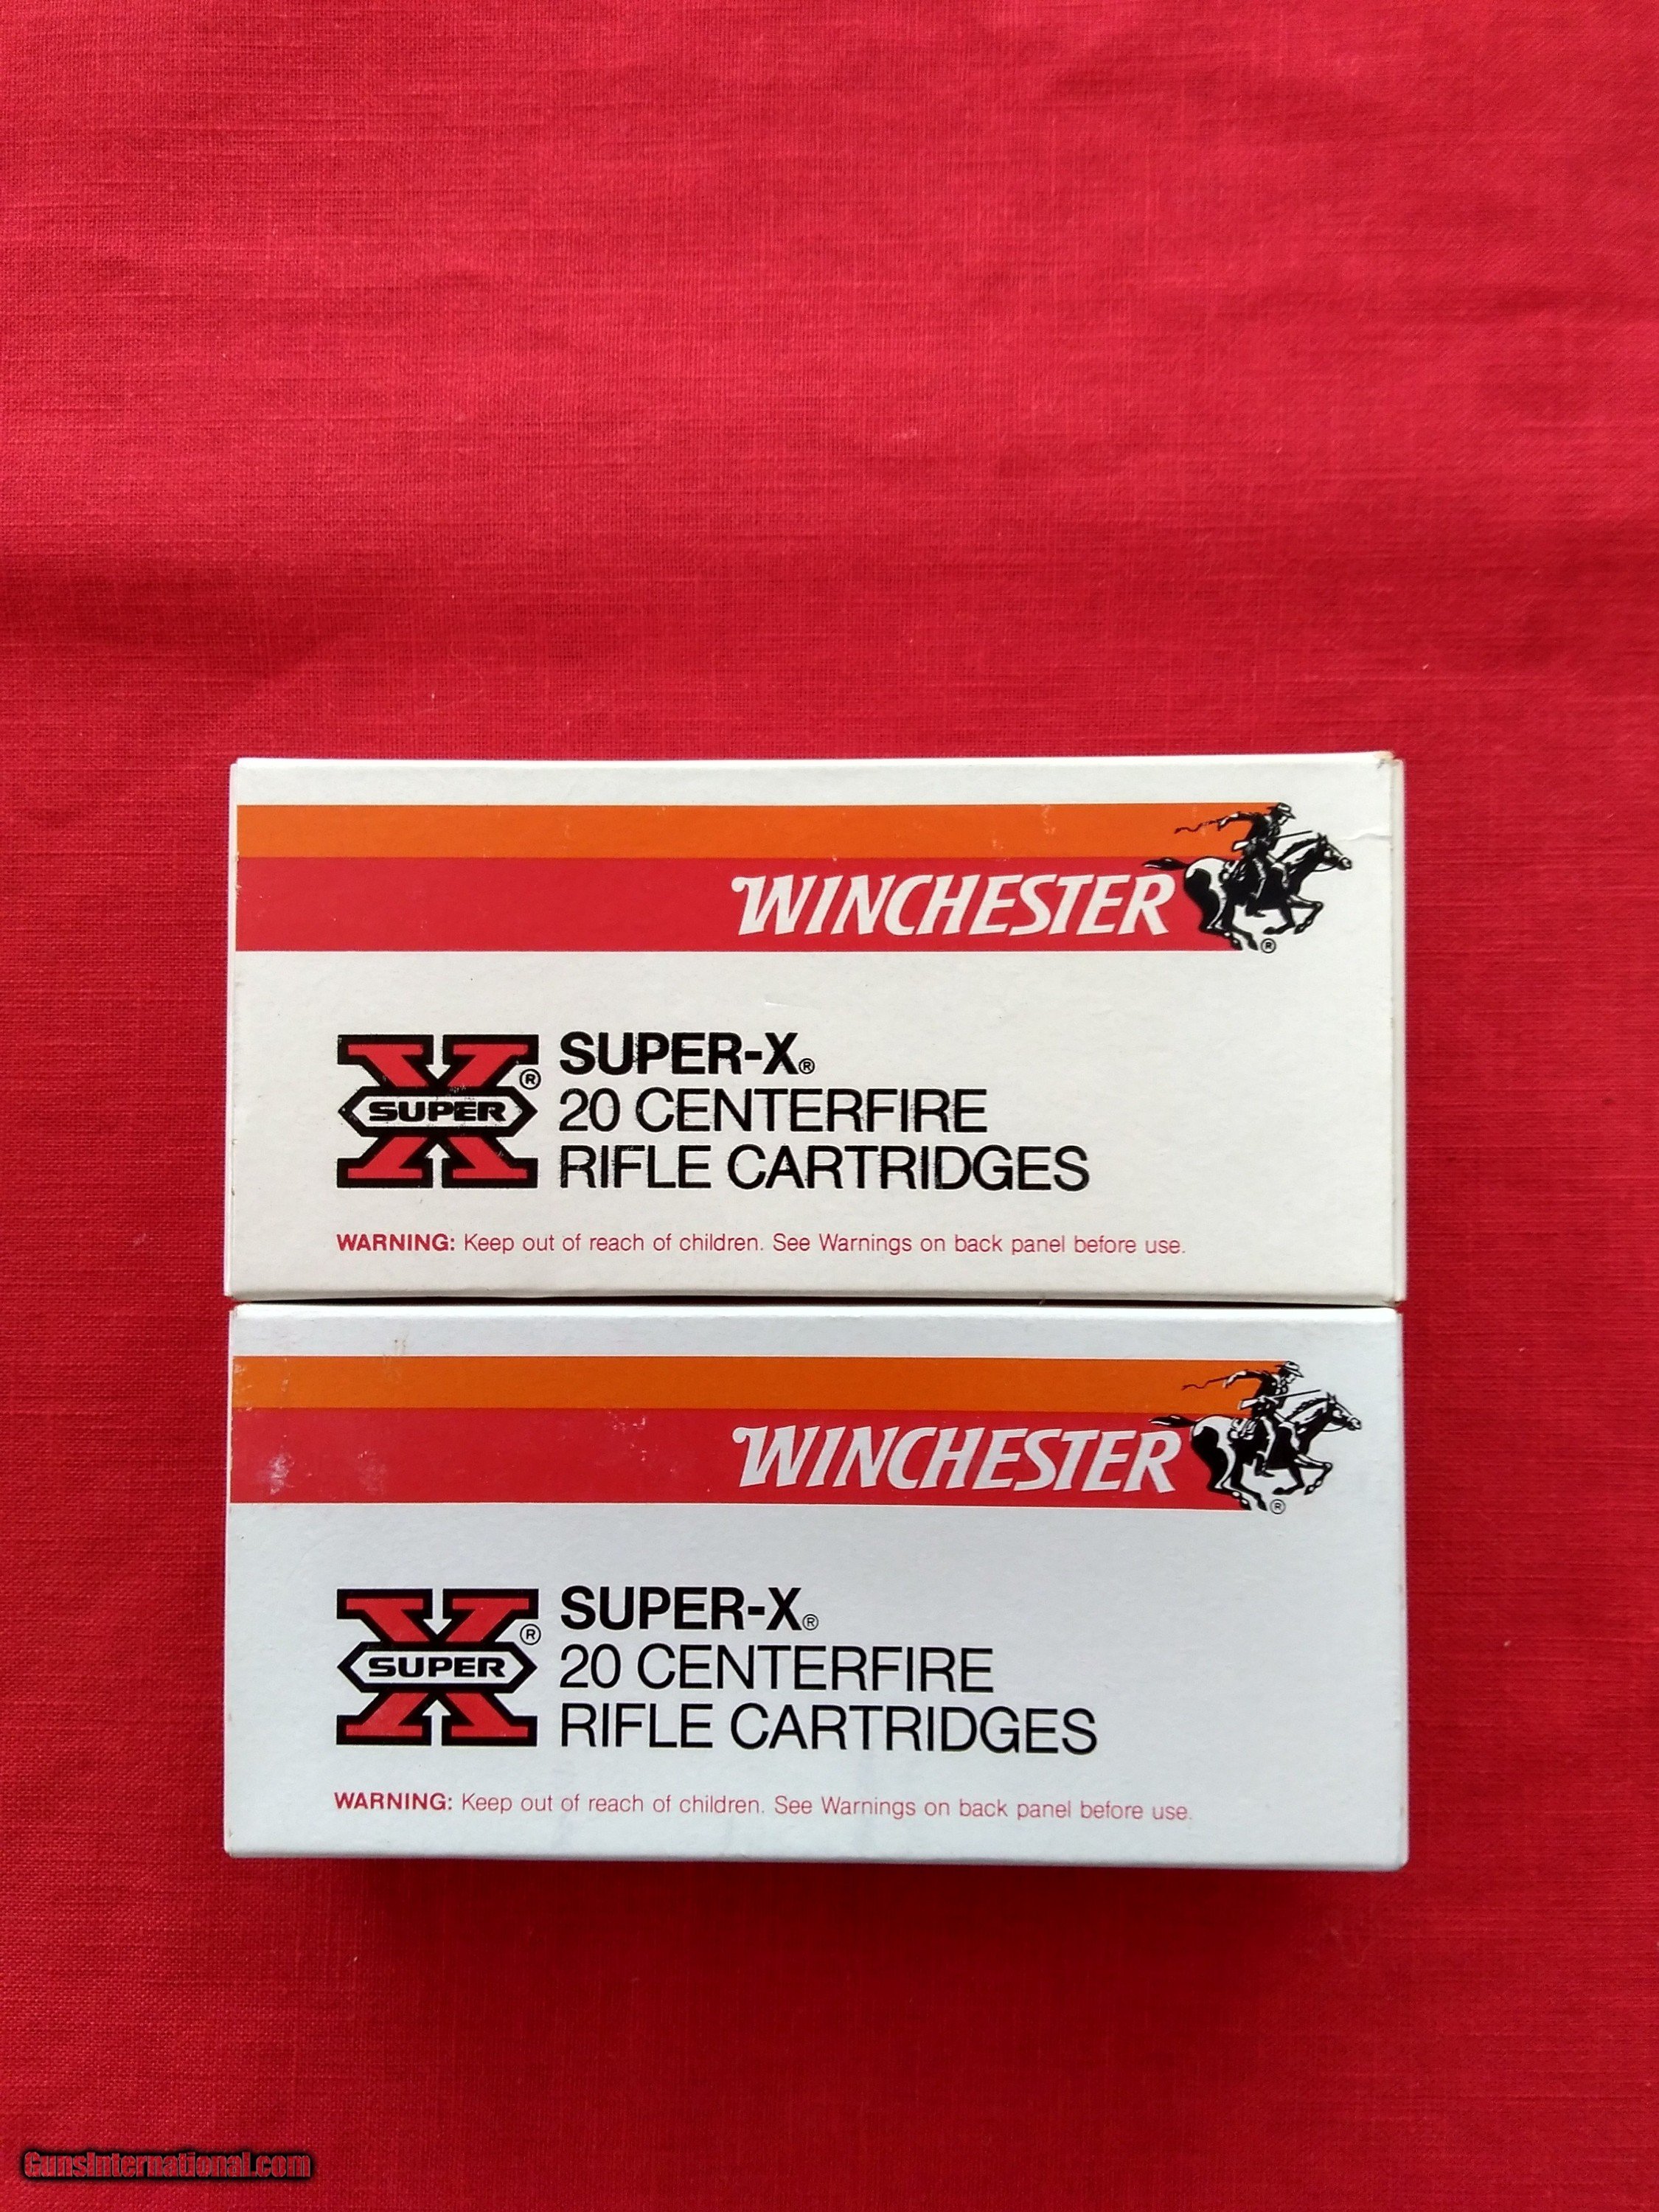 WINCHESTER
®
SUPER ®
SUPER-X®
20 CENTERFIRE
RIFLE CARTRIDGES
WARNING: Keep out of reach of children. See Warnings on back panel before use.
WINCHESTER
®
SUPER ®
SUPER-X®
20 CENTERFIRE
RIFLE CARTRIDGES
WARNING: Keep out of reach of children. See Warnings on back panel before use.
GunsInternational.com